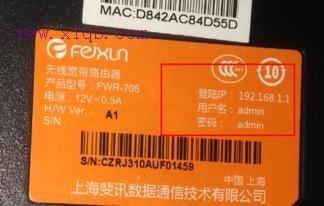 MAC:D842AC84D55D
www.xfqps.com
FEIXUN
10
无线宽带路由器
产品型号：FWR-705
电源：12V⎓0.5A
H/W Ver.： A1
S/N：
登陆IP：192.168.1.1
用户名：admin
密码：admin
S/N:CZRJ310AUF01459
中国 上海
上海斐讯数据通信技术有限公司